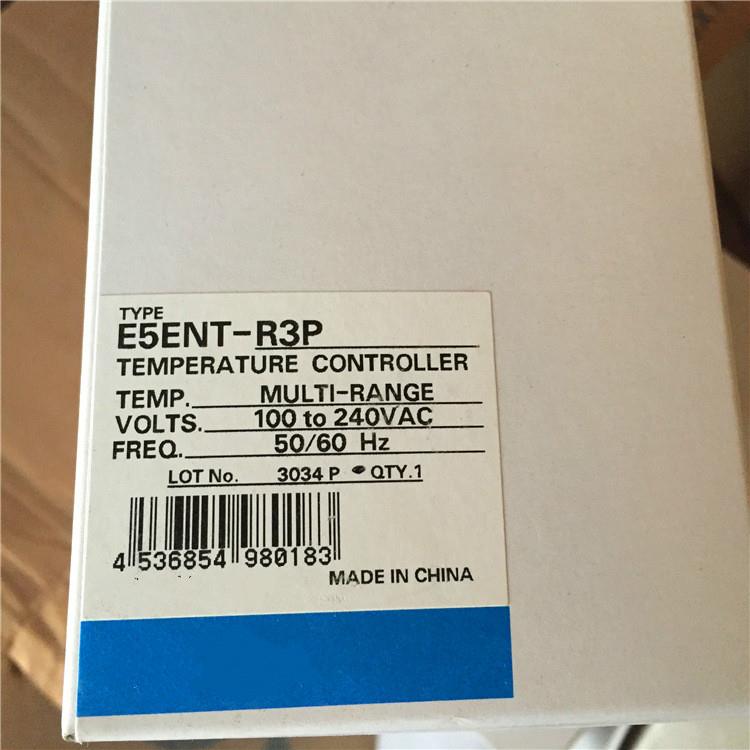 TYPE
E5ENT-R3P
TEMPERATURE CONTROLLER
TEMP. MULTI-RANGE
VOLTS. 100 to 240VAC
FREQ. 50/60 Hz
LOT No. 3034 P QTY.1
4 536854 980183
MADE IN CHINA